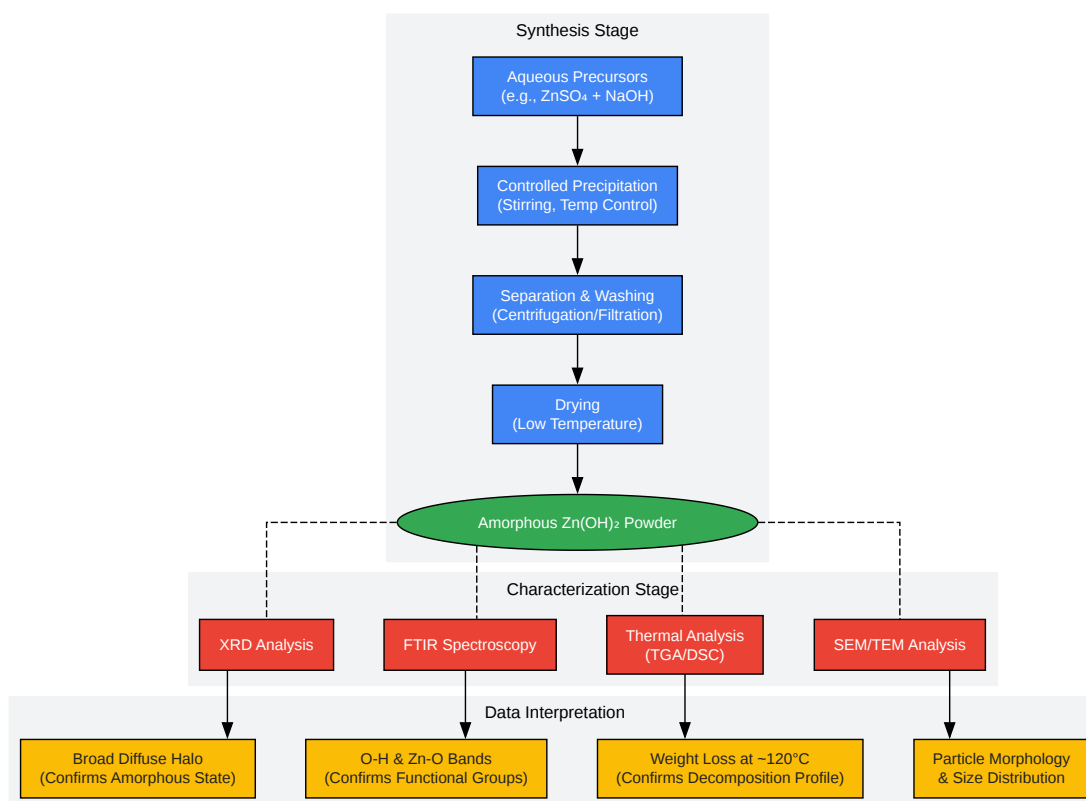 Synthesis Stage
Aqueous Precursors
(e.g., ZnSO₄ + NaOH)
Controlled Precipitation
(Stirring, Temp Control)
Separation & Washing
(Centrifugation/Filtration)
Drying
(Low Temperature)
Amorphous Zn(OH)₂ Powder
Characterization Stage
XRD Analysis
FTIR Spectroscopy
Thermal Analysis
(TGA/DSC)
SEM/TEM Analysis
Data Interpretation
Broad Diffuse Halo
(Confirms Amorphous State)
O-H & Zn-O Bands
(Confirms Functional Groups)
Weight Loss at ~120°C
(Confirms Decomposition Profile)
Particle Morphology
& Size Distribution